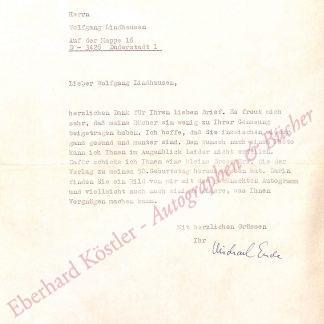 Herrn
Wolfgang Lindhausen
Auf der Mappe 16
D - 3428 Duderstadt 1
Lieber Wolfgang Lindhausen,
herzlichen Dank für Ihren lieben Brief. Es freut mich
sehr, dass meine Bücher ein wenig zu Ihrer Genesung
beigetragen haben. Ich hoffe, dass Sie inzwischen
ganz gesund und munter sind. Den Wunsch nach
kann ich Ihnen im Augenblick leider nicht erfüllen.
Dafür schicke ich Ihnen eine kleine Broschüre, die der
Verlag zu meinem 50. Geburtstag herausgegeben hat. Darin
finden Sie ein Bild von mir mit dem gewünschten Autogramm
und vielleicht auch noch einiges andere, was Ihnen
Vergnügen machen kann.
Mit herzlichen Grüssen
Ihr
Michael Ende
Eberhard Köstler - Autographen & Bücher